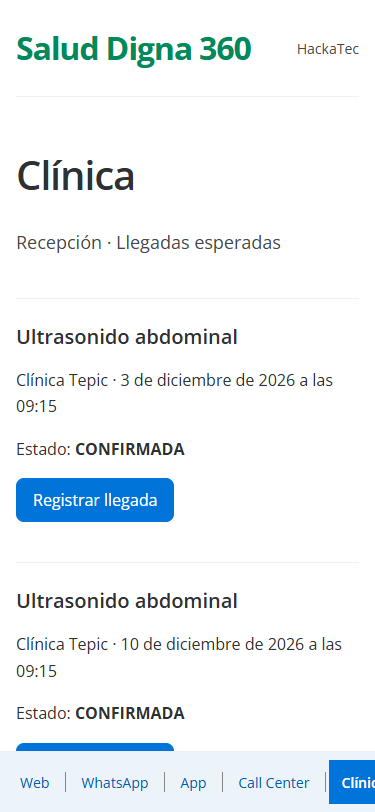 Salud Digna 360
HackaTec
Clínica
Recepción · Llegadas esperadas
Ultrasonido abdominal
Clínica Tepic · 3 de diciembre de 2026 a las
09:15
Estado: CONFIRMADA
Registrar llegada
Ultrasonido abdominal
Clínica Tepic · 10 de diciembre de 2026 a las
09:15
Estado: CONFIRMADA
Web
WhatsApp
App
Call Center
Clínic